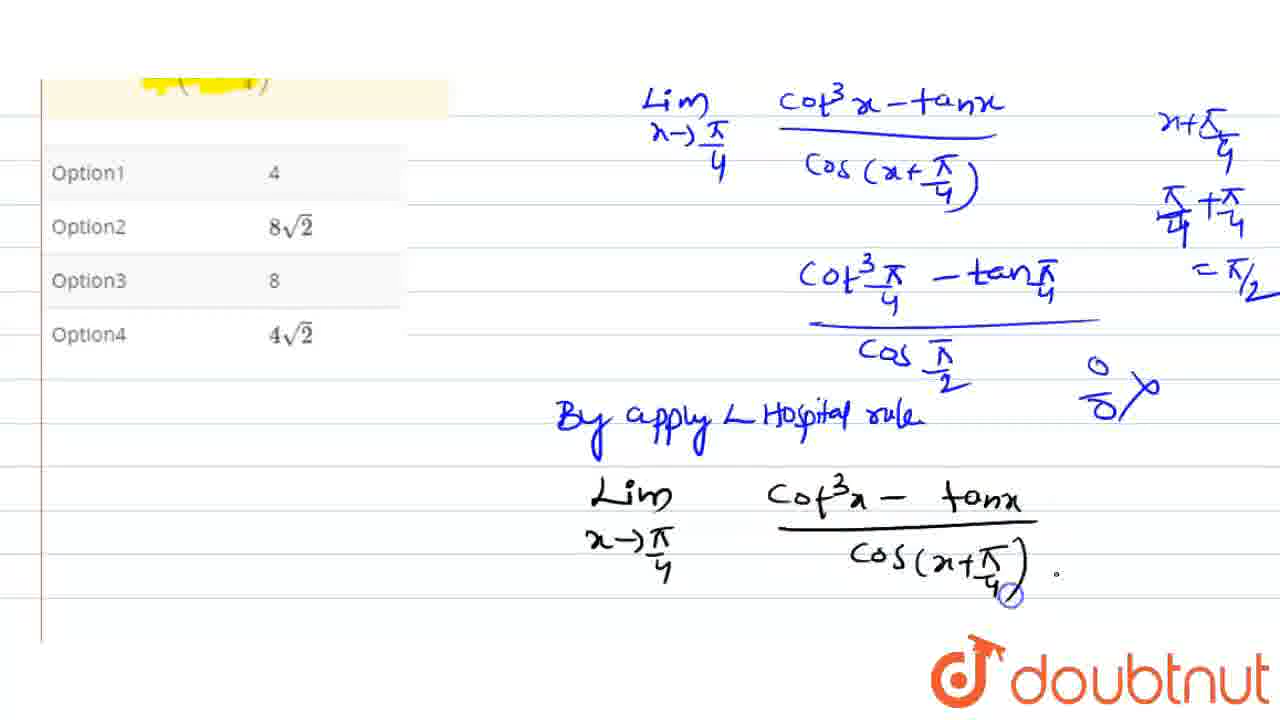 Option1 4
Option2 8√2
Option3 8
Option4 4√2
Lim x→π/4 (Cot³x - tanx)/(cos(x+π/4))
x+π/4
π/4+π/4
=π/2
(Cot³π/4 - tanπ/4)/(cos π/2)
0/0
By apply L Hospital rule
Lim x→π/4 (Cot³x - tanx)/(cos(x+π/4)) .
doubtnut